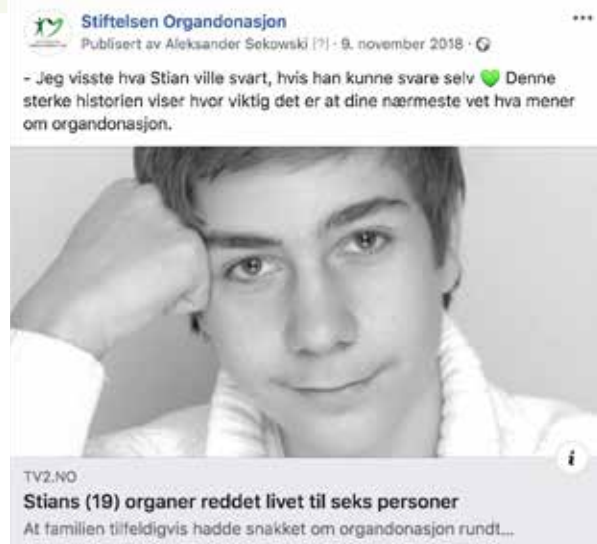 Stiftelsen Organdonasjon
Publisert av Aleksander Sekowski [?] · 9. november 2018 ·
- Jeg visste hva Stian ville svart, hvis han kunne svare selv 💚 Denne
sterke historien viser hvor viktig det er at dine nærmeste vet hva mener
om organdonasjon.
i
TV2.NO
Stians (19) organer reddet livet til seks personer
At familien tilfeldigvis hadde snakket om organdonasjon rundt...